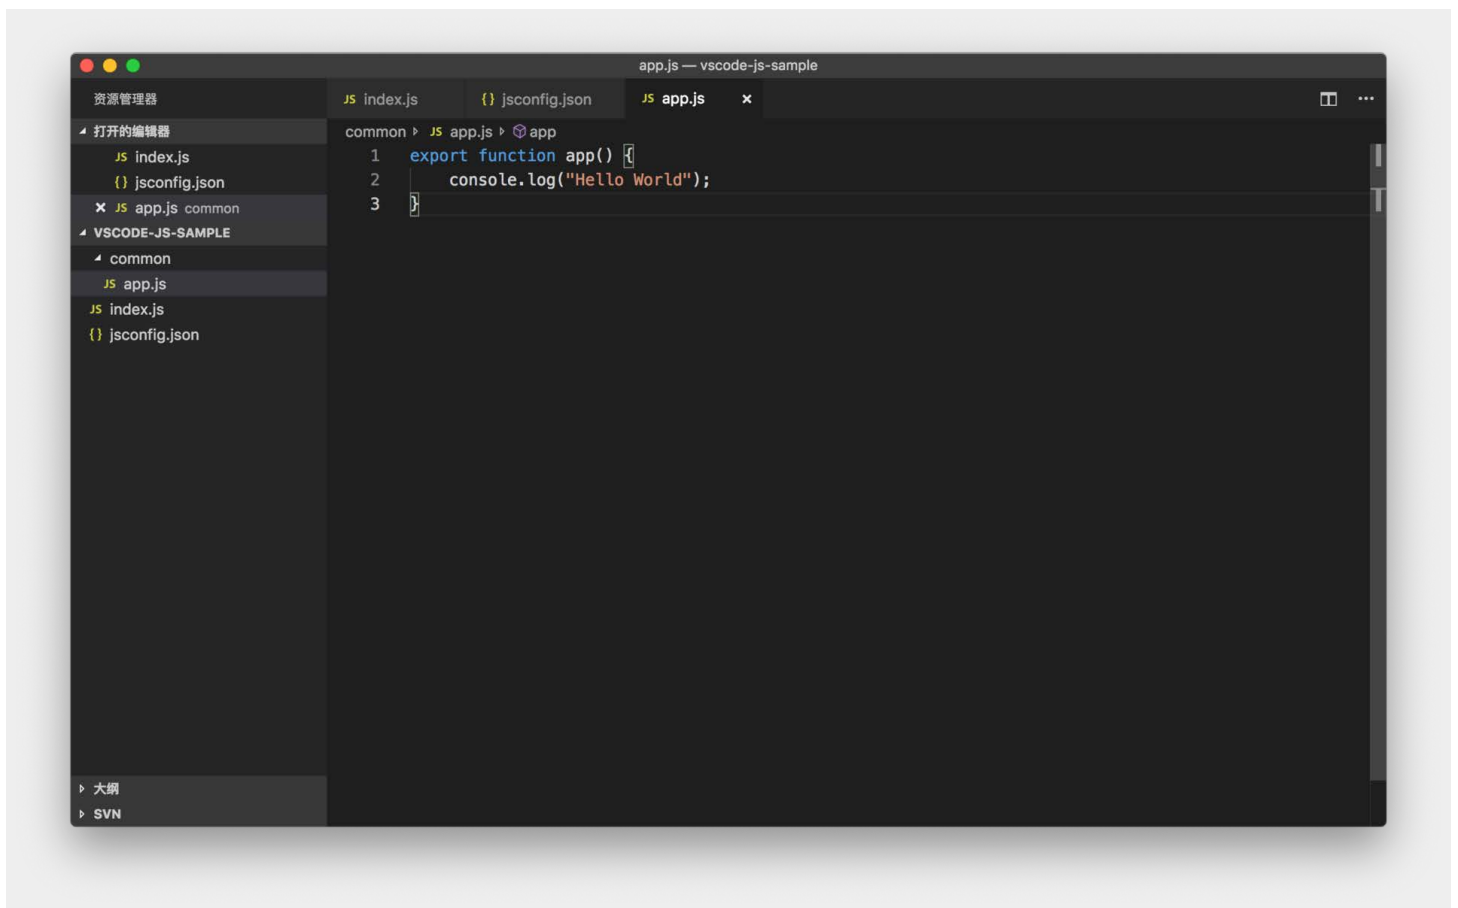 app.js — vscode-js-sample
资源管理器
打开的编辑器
JS index.js
{} jsconfig.json
× JS app.js common
VSCODE-JS-SAMPLE
common
JS app.js
JS index.js
{} jsconfig.json
大纲
SVN
JS index.js {} jsconfig.json JS app.js ×
common JS app.js app
1 export function app() {
2 console.log("Hello World");
3 }